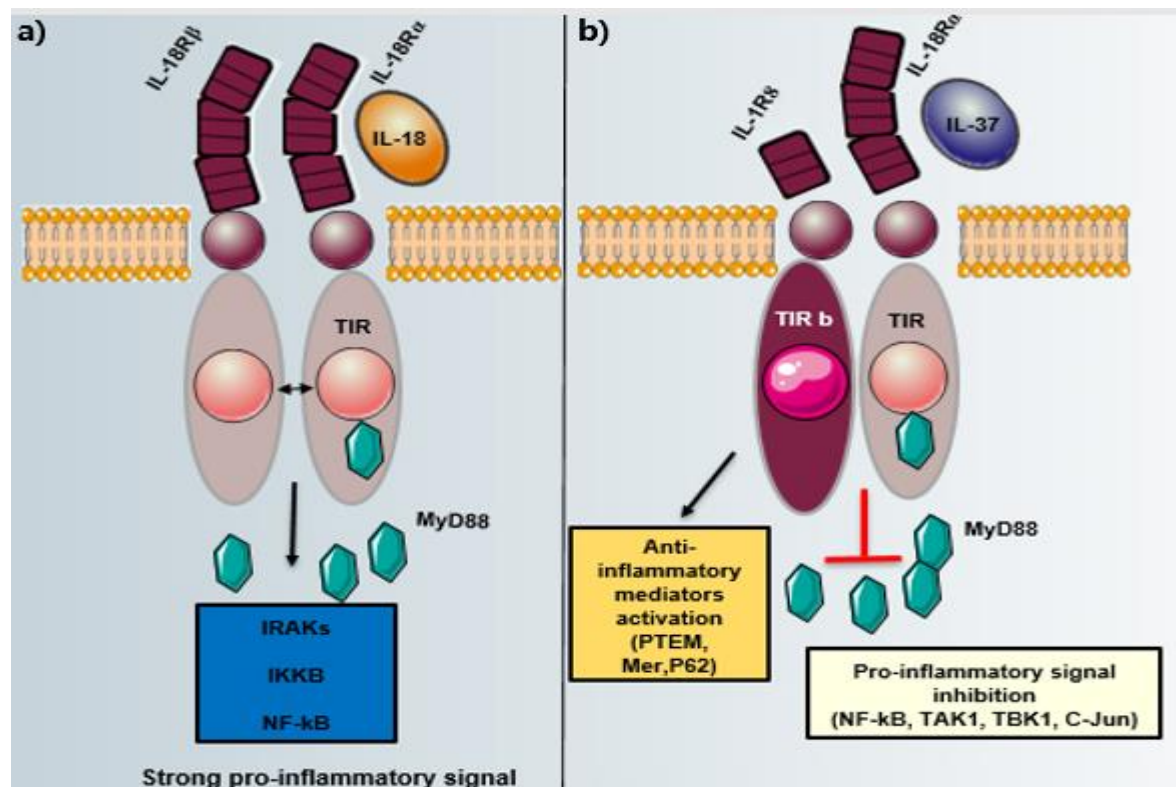 a)
IL-18Rβ
IL-18Rα
IL-18
TIR
MyD88
IRAKs
IKKB
NF-kB
Strong pro-inflammatory signal
b)
IL-1R8
IL-18Rα
IL-37
TIR b
TIR
MyD88
Anti-
inflammatory
mediators
activation
(PTEM,
Mer,P62)
Pro-inflammatory signal
inhibition
(NF-kB, TAK1, TBK1, C-Jun)